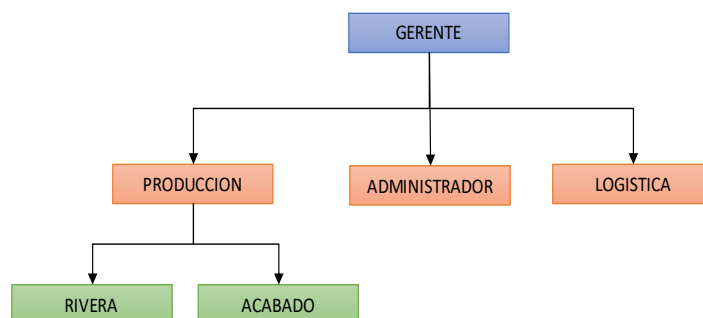 GERENTE
PRODUCCION
ADMINISTRADOR
LOGISTICA
RIVERA
ACABADO